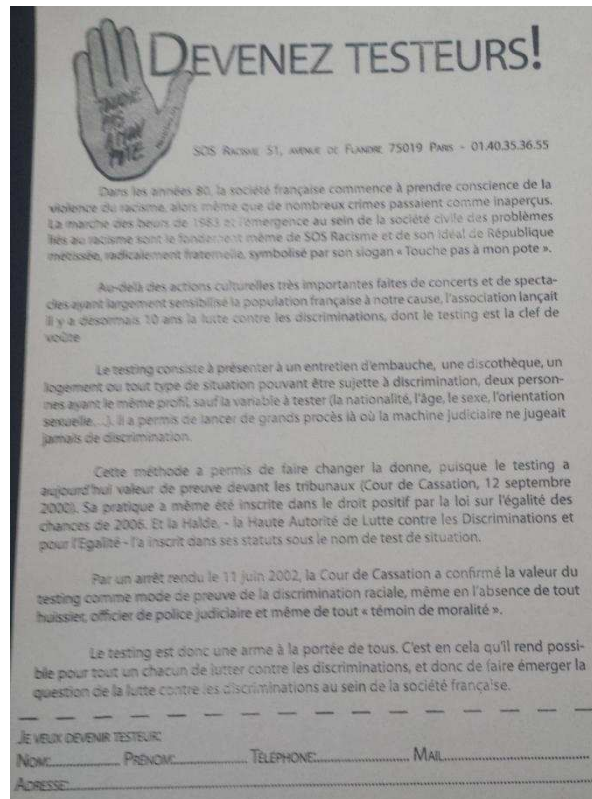 DEVENEZ TESTEURS!
TOUCHE
PAS
À MON
POTE
SOS RACISME 51, AVENUE DE FLANDRE 75019 PARIS - 01.40.35.36.55
Dans les années 80, la société française commence à prendre conscience de la
violence du racisme, alors même que de nombreux crimes passaient comme inaperçus.
La marche des beurs de 1983 et l'émergence au sein de la société civile des problèmes
liés au racisme sont le fondement même de SOS Racisme et de son idéal de République
métissée, radicalement fraternelle, symbolisé par son slogan « Touche pas à mon pote ».
Au-delà des actions culturelles très importantes faites de concerts et de specta-
cles ayant largement sensibilisé la population française à notre cause, l'association lançait
il y a désormais 10 ans la lutte contre les discriminations, dont le testing est la clef de
voûte
Le testing consiste à présenter à un entretien d'embauche, une discothèque, un
logement ou tout type de situation pouvant être sujette à discrimination, deux person-
nes ayant le même profil, sauf la variable à tester (la nationalité, l'âge, le sexe, l'orientation
sexuelle…). Il a permis de lancer de grands procès là où la machine judiciaire ne jugeait
jamais de discrimination.
Cette méthode a permis de faire changer la donne, puisque le testing a
aujourd'hui valeur de preuve devant les tribunaux (Cour de Cassation, 12 septembre
2000). Sa pratique a même été inscrite dans le droit positif par la loi sur l'égalité des
chances de 2006. Et la Halde, - la Haute Autorité de Lutte contre les Discriminations et
pour l'Egalité - l'a inscrit dans ses statuts sous le nom de test de situation.
Par un arrêt rendu le 11 juin 2002, la Cour de Cassation a confirmé la valeur du
testing comme mode de preuve de la discrimination raciale, même en l'absence de tout
huissier, officier de police judiciaire et même de tout « témoin de moralité ».
Le testing est donc une arme à la portée de tous. C'est en cela qu'il rend possi-
ble pour tout un chacun de lutter contre les discriminations, et donc de faire émerger la
question de la lutte contre les discriminations au sein de la société française.
JE VEUX DEVENIR TESTEUR:
NOM:........................ PRÉNOM:........................ TÉLÉPHONE:........................ MAIL........................
ADRESSE:........................